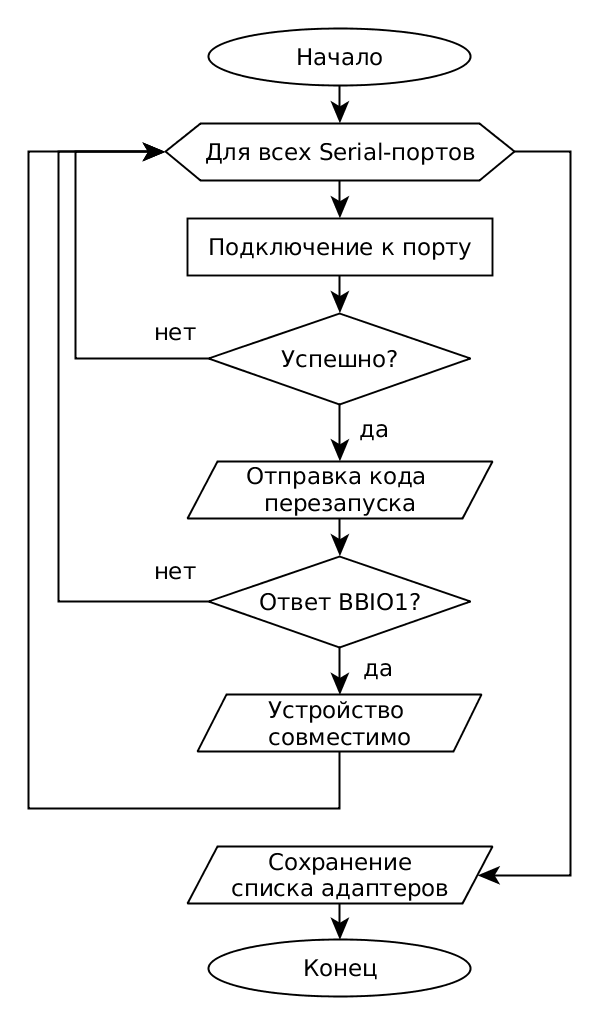 Начало
Для всех Serial-портов
Подключение к порту
нет
Успешно?
да
Отправка кода
перезапуска
нет
Ответ BBIO1?
да
Устройство
совместимо
Сохранение
списка адаптеров
Конец